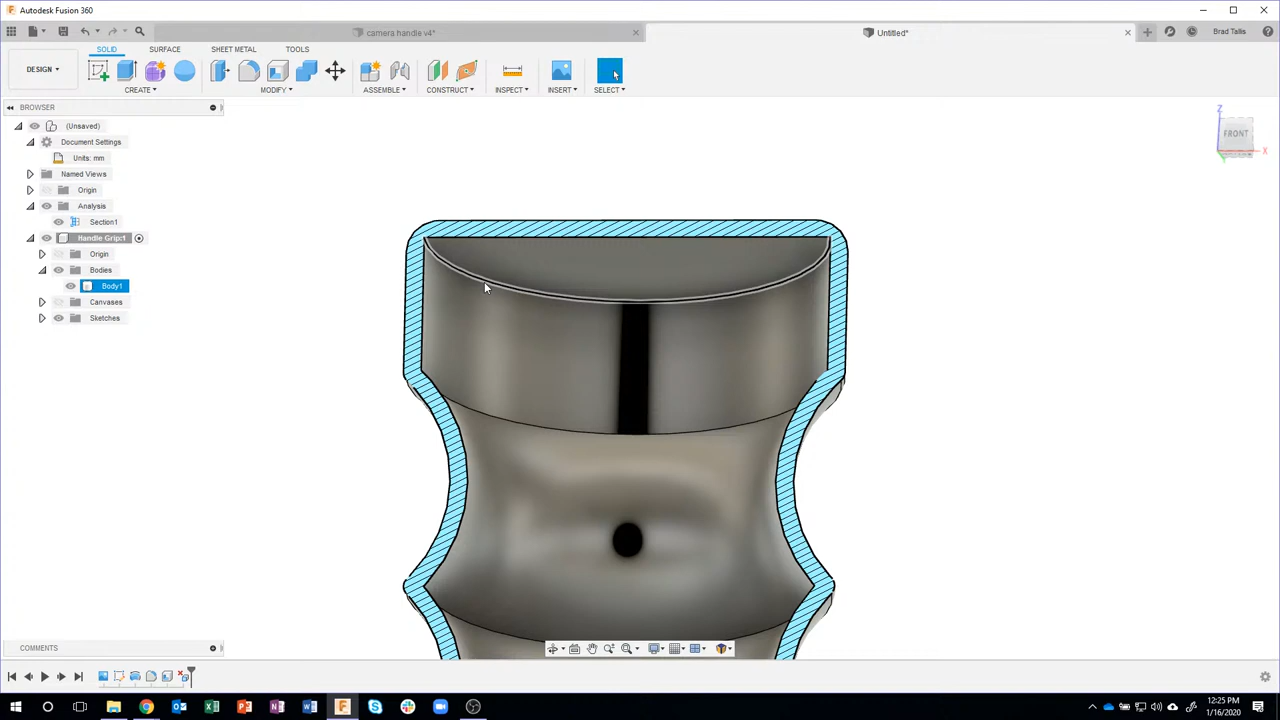 Autodesk Fusion 360
camera handle v4*
Untitled*
Brad Tallis
SOLID SURFACE SHEET METAL TOOLS
DESIGN
CREATE MODIFY ASSEMBLE CONSTRUCT INSPECT INSERT SELECT
BROWSER
(Unsaved)
Document Settings
Units: mm
Named Views
Origin
Analysis
Section1
Handle Grip:1
Origin
Bodies
Body1
Canvases
Sketches
Z
FRONT
X
COMMENTS
12:25 PM
1/16/2020